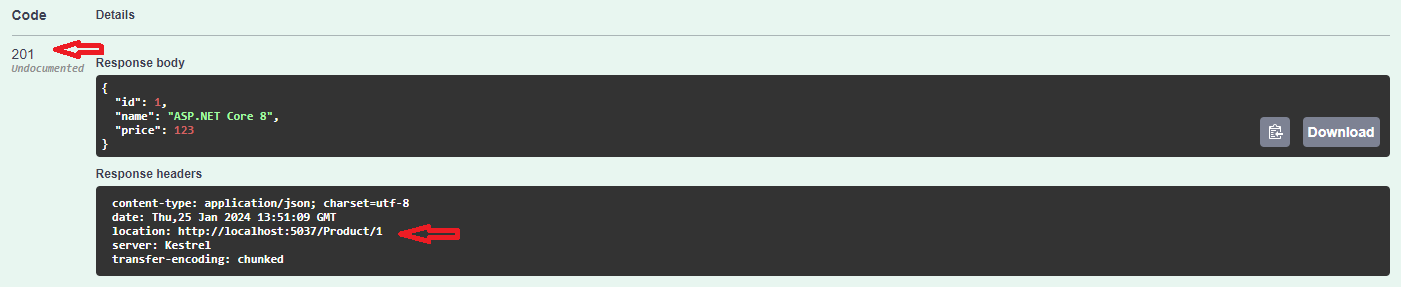 Code Details
201
Undocumented
Response body
{
  "id": 1,
  "name": "ASP.NET Core 8",
  "price": 123
}
Download
Response headers
content-type: application/json; charset=utf-8
date: Thu,25 Jan 2024 13:51:09 GMT
location: http://localhost:5037/Product/1
server: Kestrel
transfer-encoding: chunked